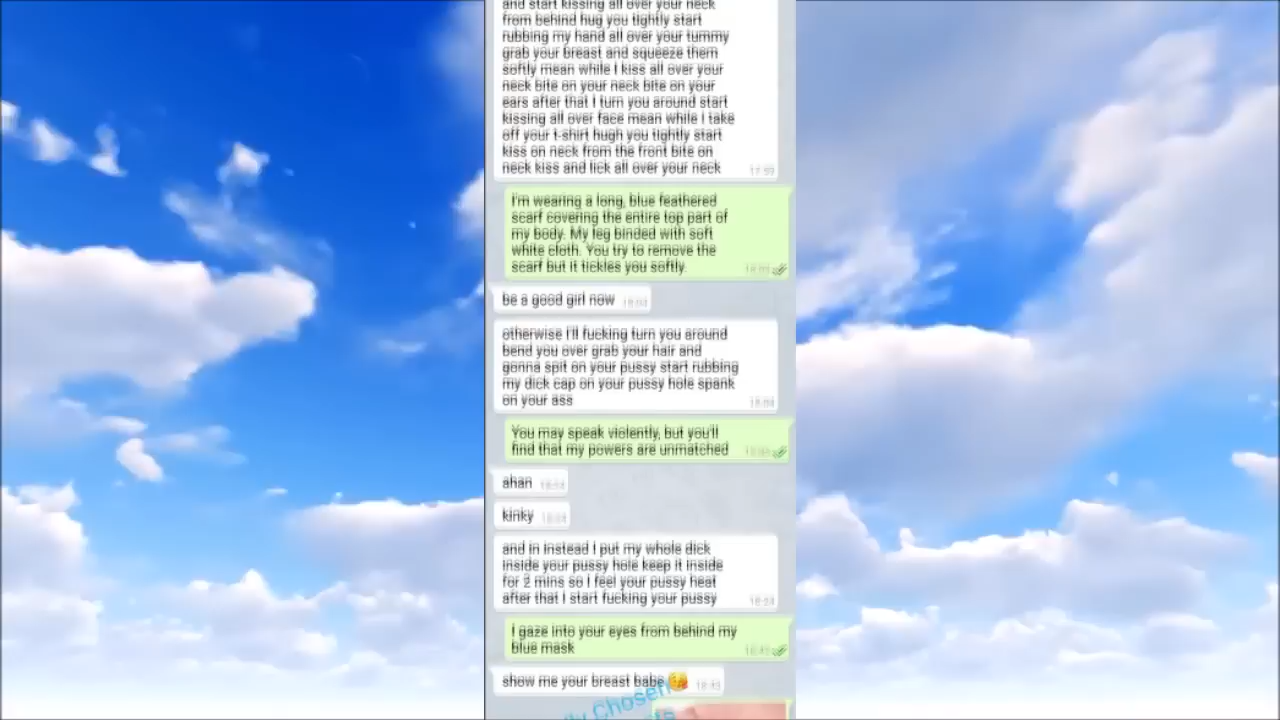 and start kissing all over your neck
from behind hug you tightly start
rubbing my hand all over your tummy
grab your breast and squeeze them
softly mean while I kiss all over your
neck bite on your neck bite on your
ears after that I turn you around start
kissing all over face mean while I take
off your t-shirt hugh you tightly start
kiss on neck from the front bite on
neck kiss and lick all over your neck
17:59
I'm wearing a long, blue feathered
scarf covering the entire top part of
my body. My leg binded with soft
white cloth. You try to remove the
scarf but it tickles you softly.
be a good girl now
otherwise I'll fucking turn you around
bend you over grab your hair and
gonna spit on your pussy start rubbing
my dick cap on your pussy hole spank
on your ass
You may speak violently, but you'll
find that my powers are unmatched
ahan
kinky
and in instead I put my whole dick
inside your pussy hole keep it inside
for 2 mins so I feel your pussy heat
after that I start fucking your pussy
I gaze into your eyes from behind my
blue mask
show me your breast babe 😘
Chosen